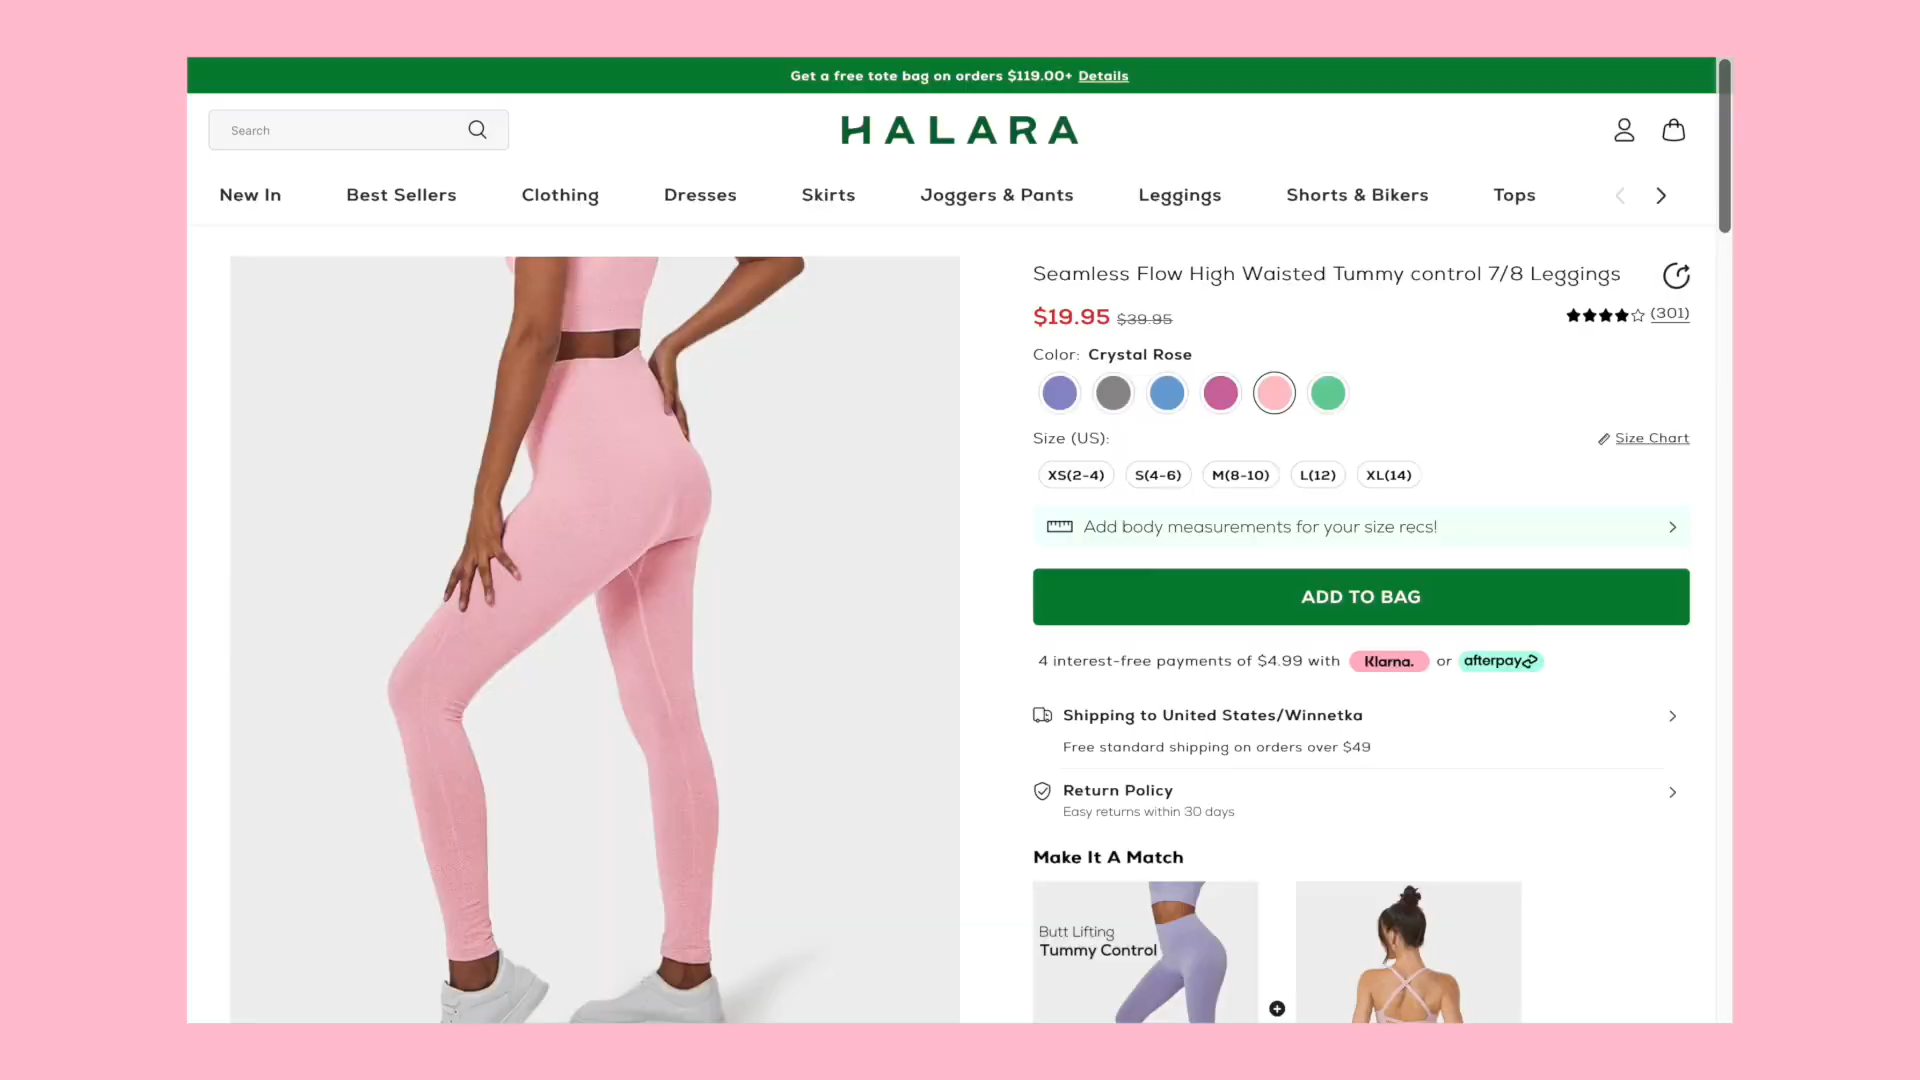 Get a free tote bag on orders $119.00+ Details
Search
HALARA
New In
Best Sellers
Clothing
Dresses
Skirts
Joggers & Pants
Leggings
Shorts & Bikers
Tops
Seamless Flow High Waisted Tummy control 7/8 Leggings
$19.95 $39.95
(301)
Color: Crystal Rose
Size (US):
Size Chart
XS(2-4)
S(4-6)
M(8-10)
L(12)
XL(14)
Add body measurements for your size recs!
ADD TO BAG
4 interest-free payments of $4.99 with Klarna. or afterpay
Shipping to United States/Winnetka
Free standard shipping on orders over $49
Return Policy
Easy returns within 30 days
Make It A Match
Butt Lifting
Tummy Control